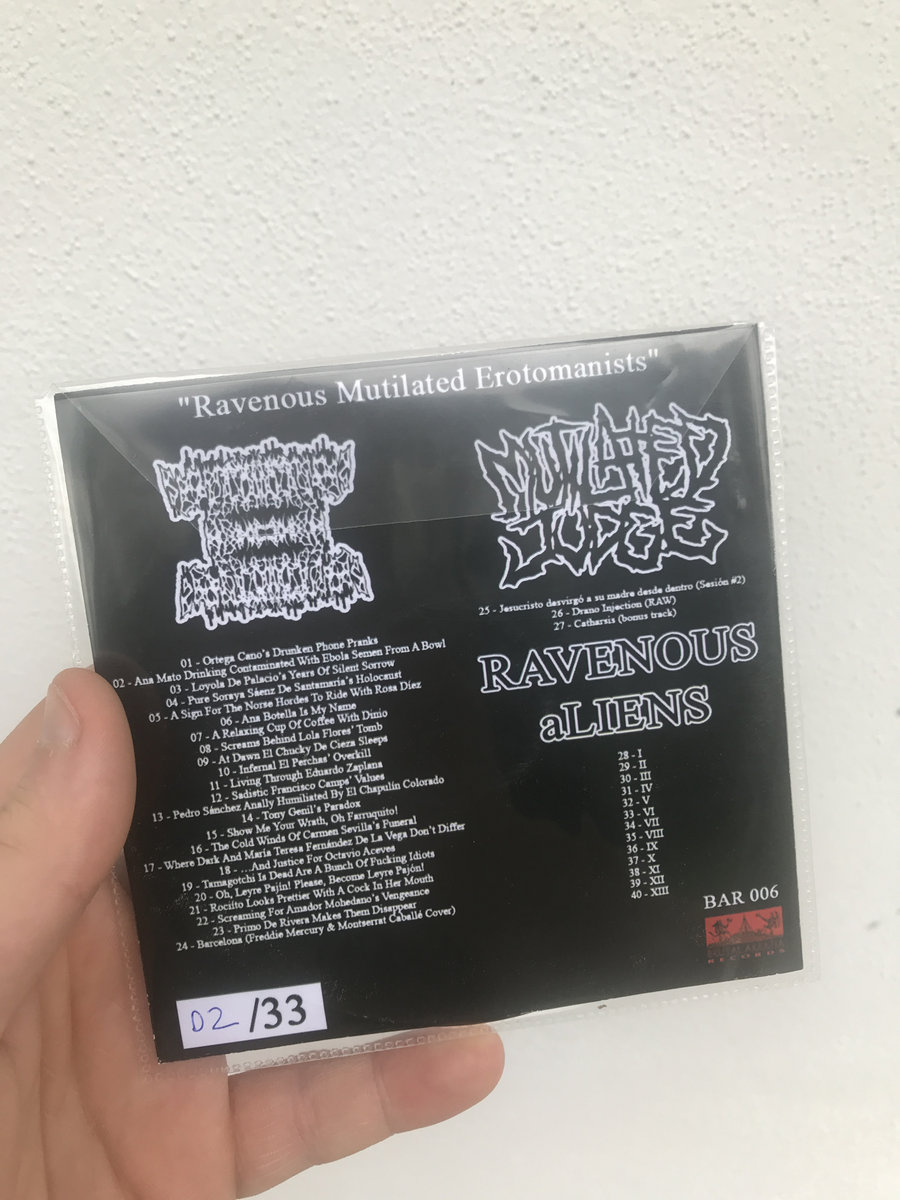 "Ravenous Mutilated Erotomanists"
01 - Ortega Cano's Drunken Phone Pranks
02 - Ana Mato Drinking Contaminated With Ebola Semen From A Bowl
03 - Loyola De Palacio's Years Of Silent Sorrow
04 - Pure Soraya Sáenz De Santamaria's Holocaust
05 - A Sign For The Norse Hordes To Ride With Rosa Díez
06 - Ana Botella Is My Name
07 - A Relaxing Cup Of Coffee With Dinio
08 - Screams Behind Lola Flores' Tomb
09 - At Dawn El Chucky De Cieza Sleeps
10 - Infernal El Perchas' Overkill
11 - Living Through Eduardo Zaplana
12 - Sadistic Francisco Camps' Values
13 - Pedro Sánchez Anally Humiliated By El Chapulín Colorado
14 - Tony Genil's Paradox
15 - Show Me Your Wrath, Oh Farruquito!
16 - The Cold Winds Of Carmen Sevilla's Funeral
17 - Where Dark And María Teresa Fernández De La Vega Don't Differ
18 - ...And Justice For Octavio Aceves
19 - Tamagotchi Is Dead Are A Bunch Of Fucking Idiots
20 - Oh, Leyre Pajín! Please, Become Leyre Pajón!
21 - Rociito Looks Prettier With A Cock In Her Mouth
22 - Screaming For Amador Mohedano's Vengeance
23 - Primo De Rivera Makes Them Disappear
24 - Barcelona (Freddie Mercury & Montserrat Caballé Cover)
02/33
MUTILATED
JUDGE
25 - Jesucristo desvirgó a su madre desde dentro (Sesión #2)
26 - Drano Injection (RAW)
27 - Catharsis (bonus track)
RAVENOUS
aLIENS
28 - I
29 - II
30 - III
31 - IV
32 - V
33 - VI
34 - VII
35 - VIII
36 - IX
37 - X
38 - XI
39 - XII
40 - XIII
BAR 006
RECORDS